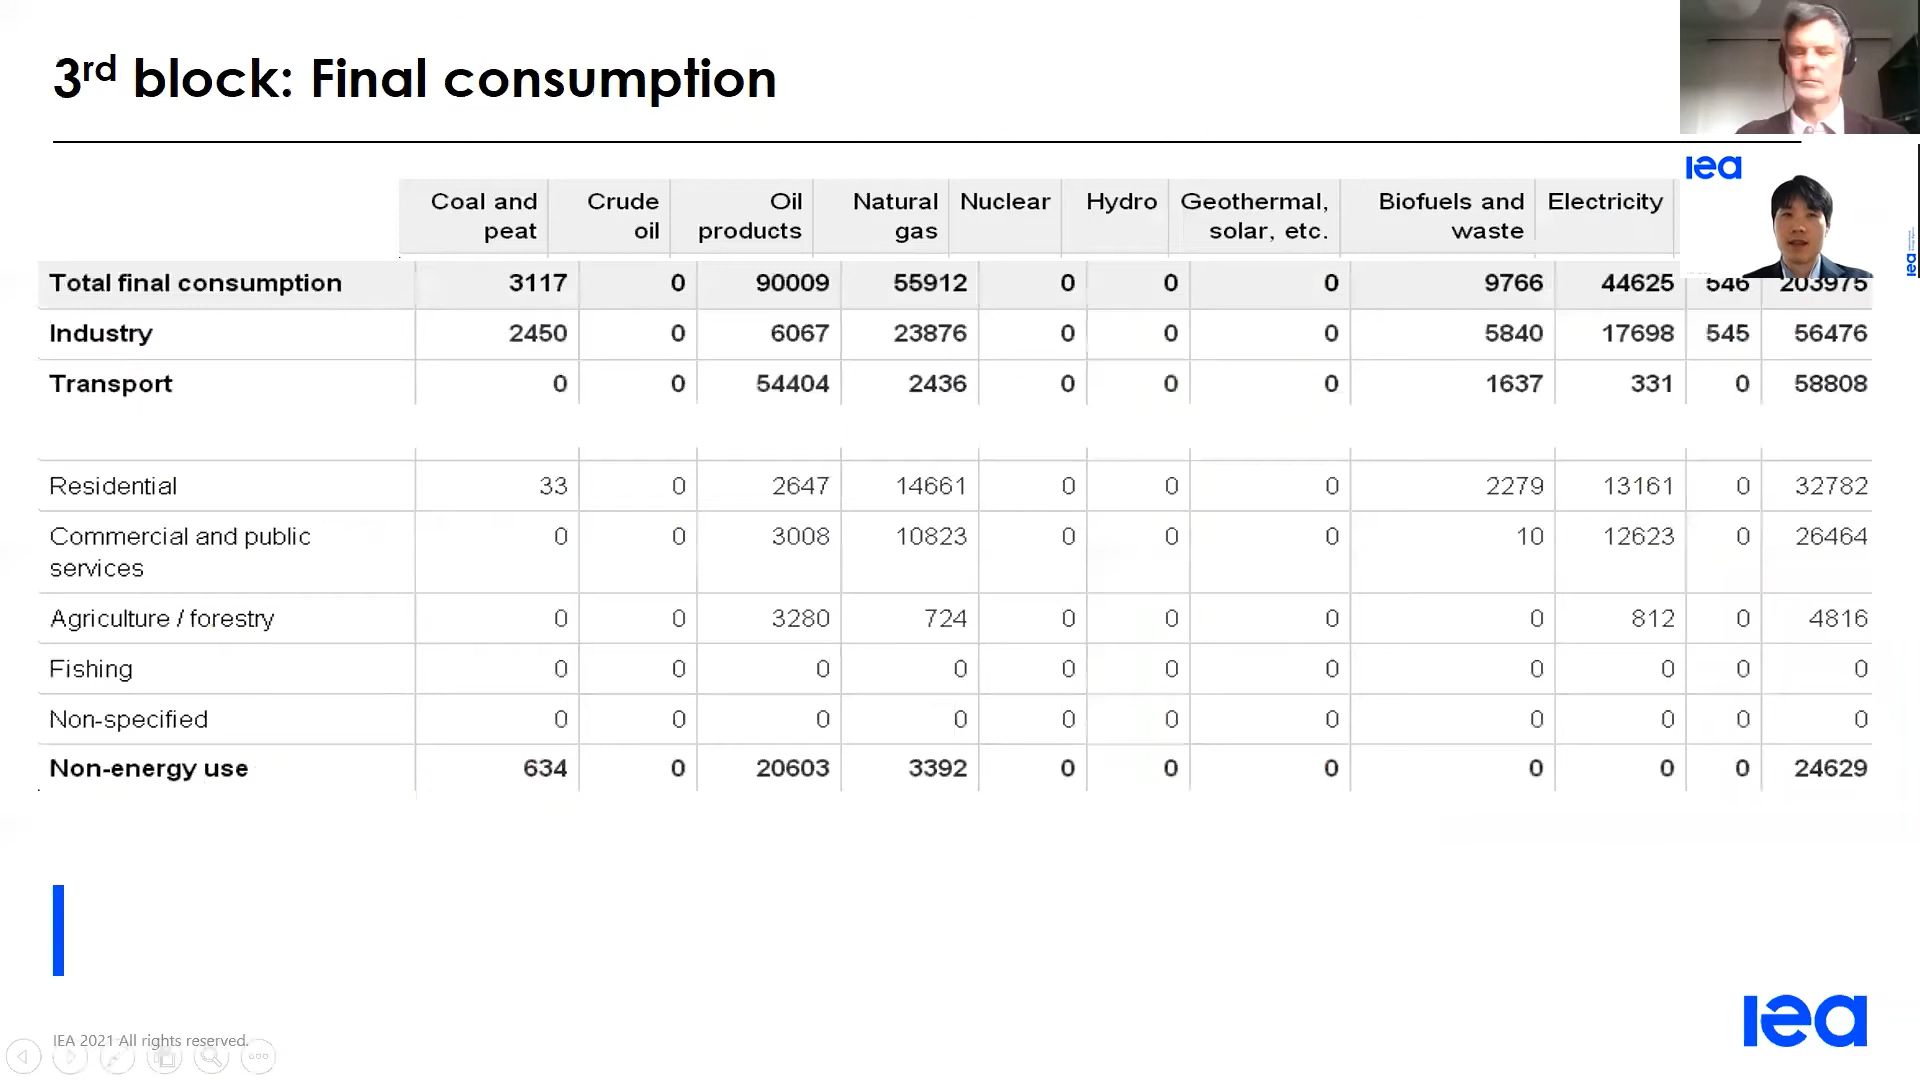 3rd block: Final consumption
iea
Coal and peat Crude oil Oil products Natural gas Nuclear Hydro Geothermal, solar, etc. Biofuels and waste Electricity
Total final consumption 3117 0 90009 55912 0 0 0 9766 44625 546 203975
Industry 2450 0 6067 23876 0 0 0 5840 17698 545 56476
Transport 0 0 54404 2436 0 0 0 1637 331 0 58808
Residential 33 0 2647 14661 0 0 0 2279 13161 0 32782
Commercial and public services 0 0 3008 10823 0 0 0 10 12623 0 26464
Agriculture / forestry 0 0 3280 724 0 0 0 0 812 0 4816
Fishing 0 0 0 0 0 0 0 0 0 0 0
Non-specified 0 0 0 0 0 0 0 0 0 0 0
Non-energy use 634 0 20603 3392 0 0 0 0 0 0 24629
IEA 2021 All rights reserved.
iea